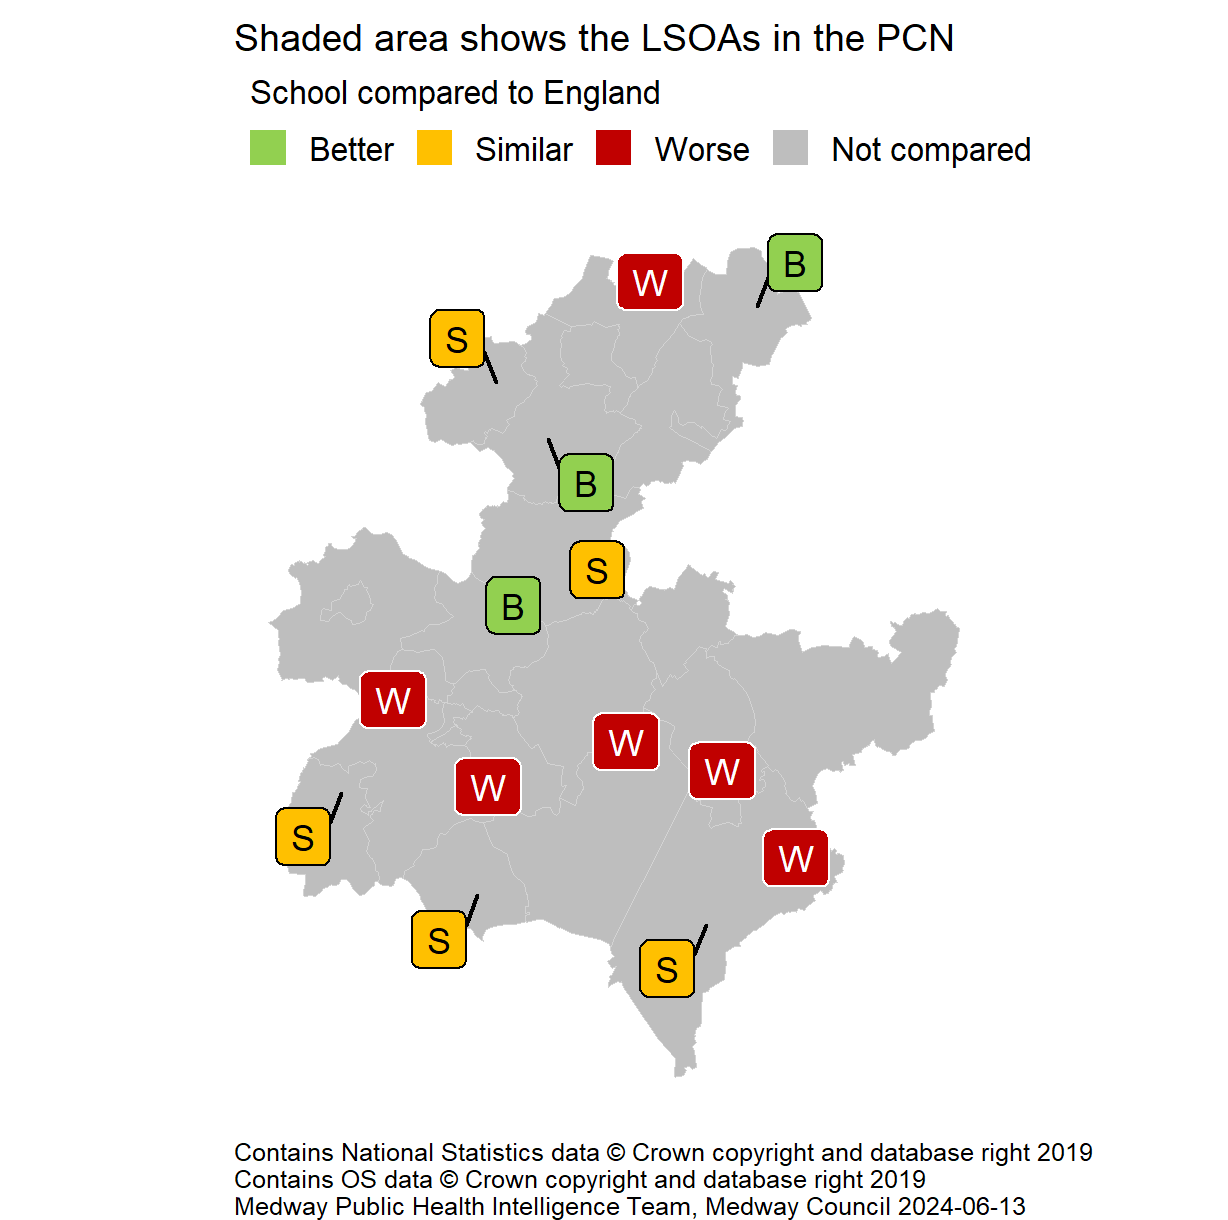 Shaded area shows the LSOAs in the PCN
School compared to England
Better Similar Worse Not compared
B
W
S
B
S
B
W
W
W
W
S
W
S
S
Contains National Statistics data © Crown copyright and database right 2019
Contains OS data © Crown copyright and database right 2019
Medway Public Health Intelligence Team, Medway Council 2024-06-13